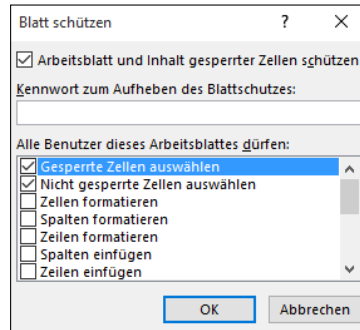 Blatt schützen
Arbeitsblatt und Inhalt gesperrter Zellen schützen
Kennwort zum Aufheben des Blattschutzes:
Alle Benutzer dieses Arbeitsblattes dürfen:
Gesperrte Zellen auswählen
Nicht gesperrte Zellen auswählen
Zellen formatieren
Spalten formatieren
Zeilen formatieren
Spalten einfügen
Zeilen einfügen
OK Abbrechen